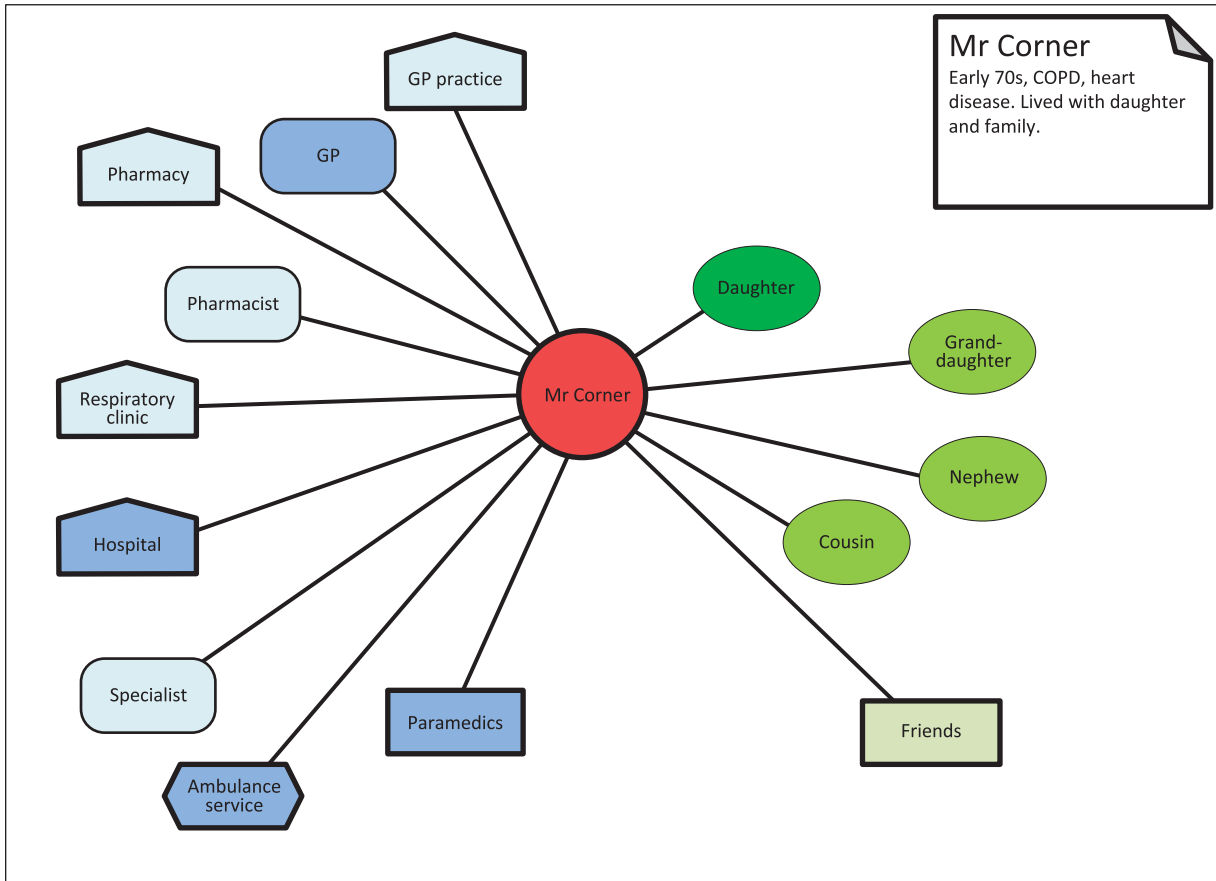 Mr Corner
Early 70s, COPD, heart
disease. Lived with daughter
and family.
GP practice
GP
Pharmacy
Daughter
Pharmacist
Grand-
daughter
Respiratory
clinic
Mr Corner
Nephew
Hospital
Cousin
Specialist
Paramedics
Friends
Ambulance
service